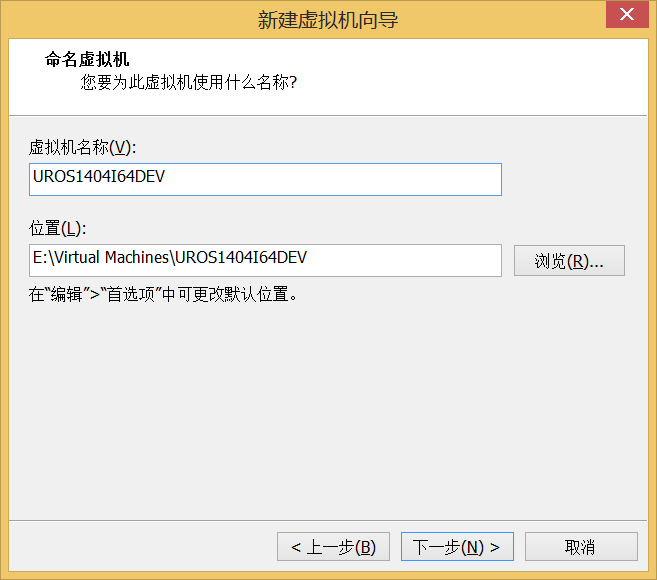 新建虚拟机向导
命名虚拟机
您要为此虚拟机使用什么名称?
虚拟机名称(V):
UROS1404I64DEV
位置(L):
E:\Virtual Machines\UROS1404I64DEV
浏览(R)...
在“编辑”>“首选项”中可更改默认位置。
< 上一步(B)
下一步(N) >
取消